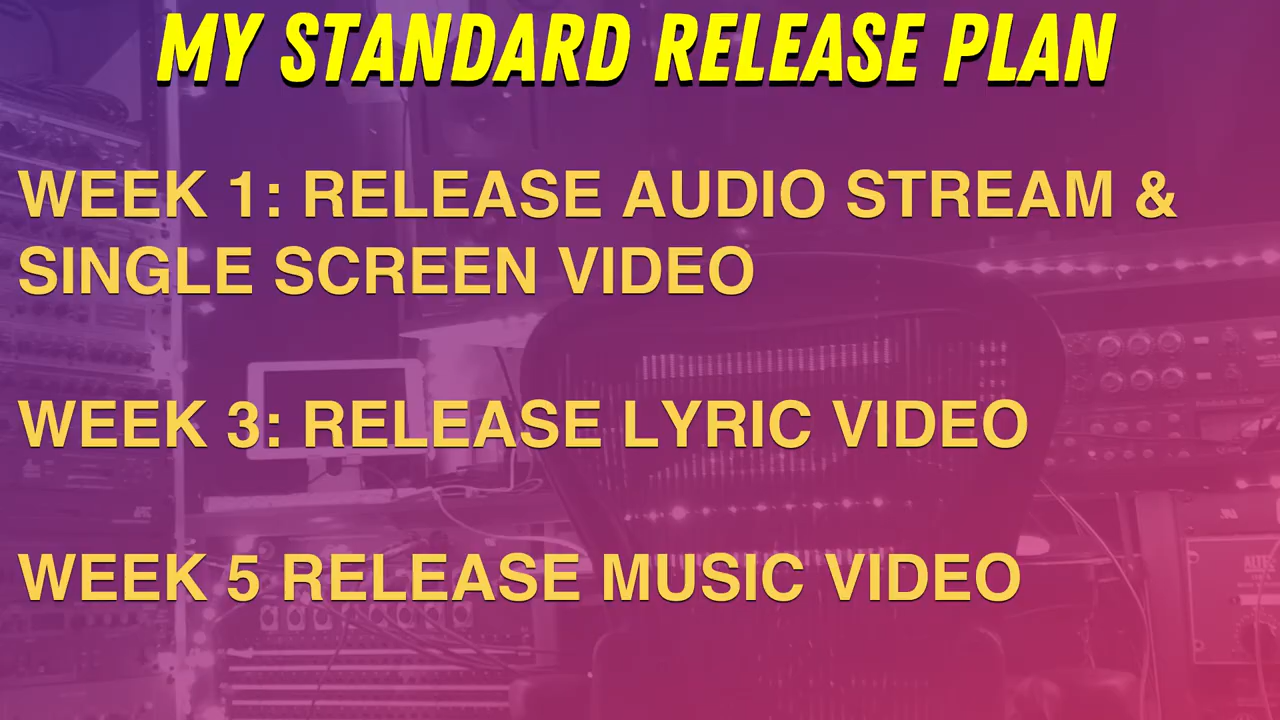 MY STANDARD RELEASE PLAN
WEEK 1: RELEASE AUDIO STREAM &
SINGLE SCREEN VIDEO
WEEK 3: RELEASE LYRIC VIDEO
WEEK 5 RELEASE MUSIC VIDEO